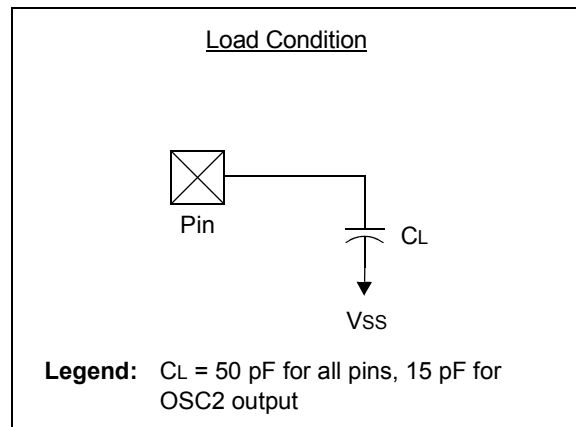 Load Condition
Pin
CL
VSS
Legend: CL = 50 pF for all pins, 15 pF for
OSC2 output